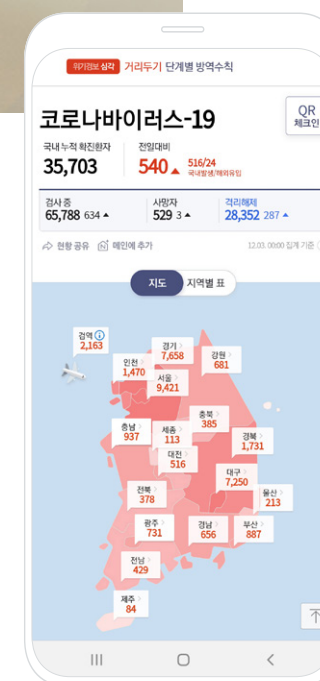 위기경보 심각 거리두기 단계별 방역수칙
코로나바이러스-19
QR
체크인
국내 누적 확진환자 전일대비
35,703 540 ▲ 516/24
국내발생/해외유입
검사 중 사망자 격리해제
65,788 634 ▲ 529 3 ▲ 28,352 287 ▲
현황 공유 메인에 추가 12.03. 00:00 집계 기준
지도 지역별 표
검역
2,163
경기
7,658
강원
681
인천
1,470
서울
9,421
충북
385
충남
937
세종
113
경북
1,731
대전
516
대구
7,250
전북
378
울산
213
광주
731
경남
656
부산
887
전남
429
제주
84